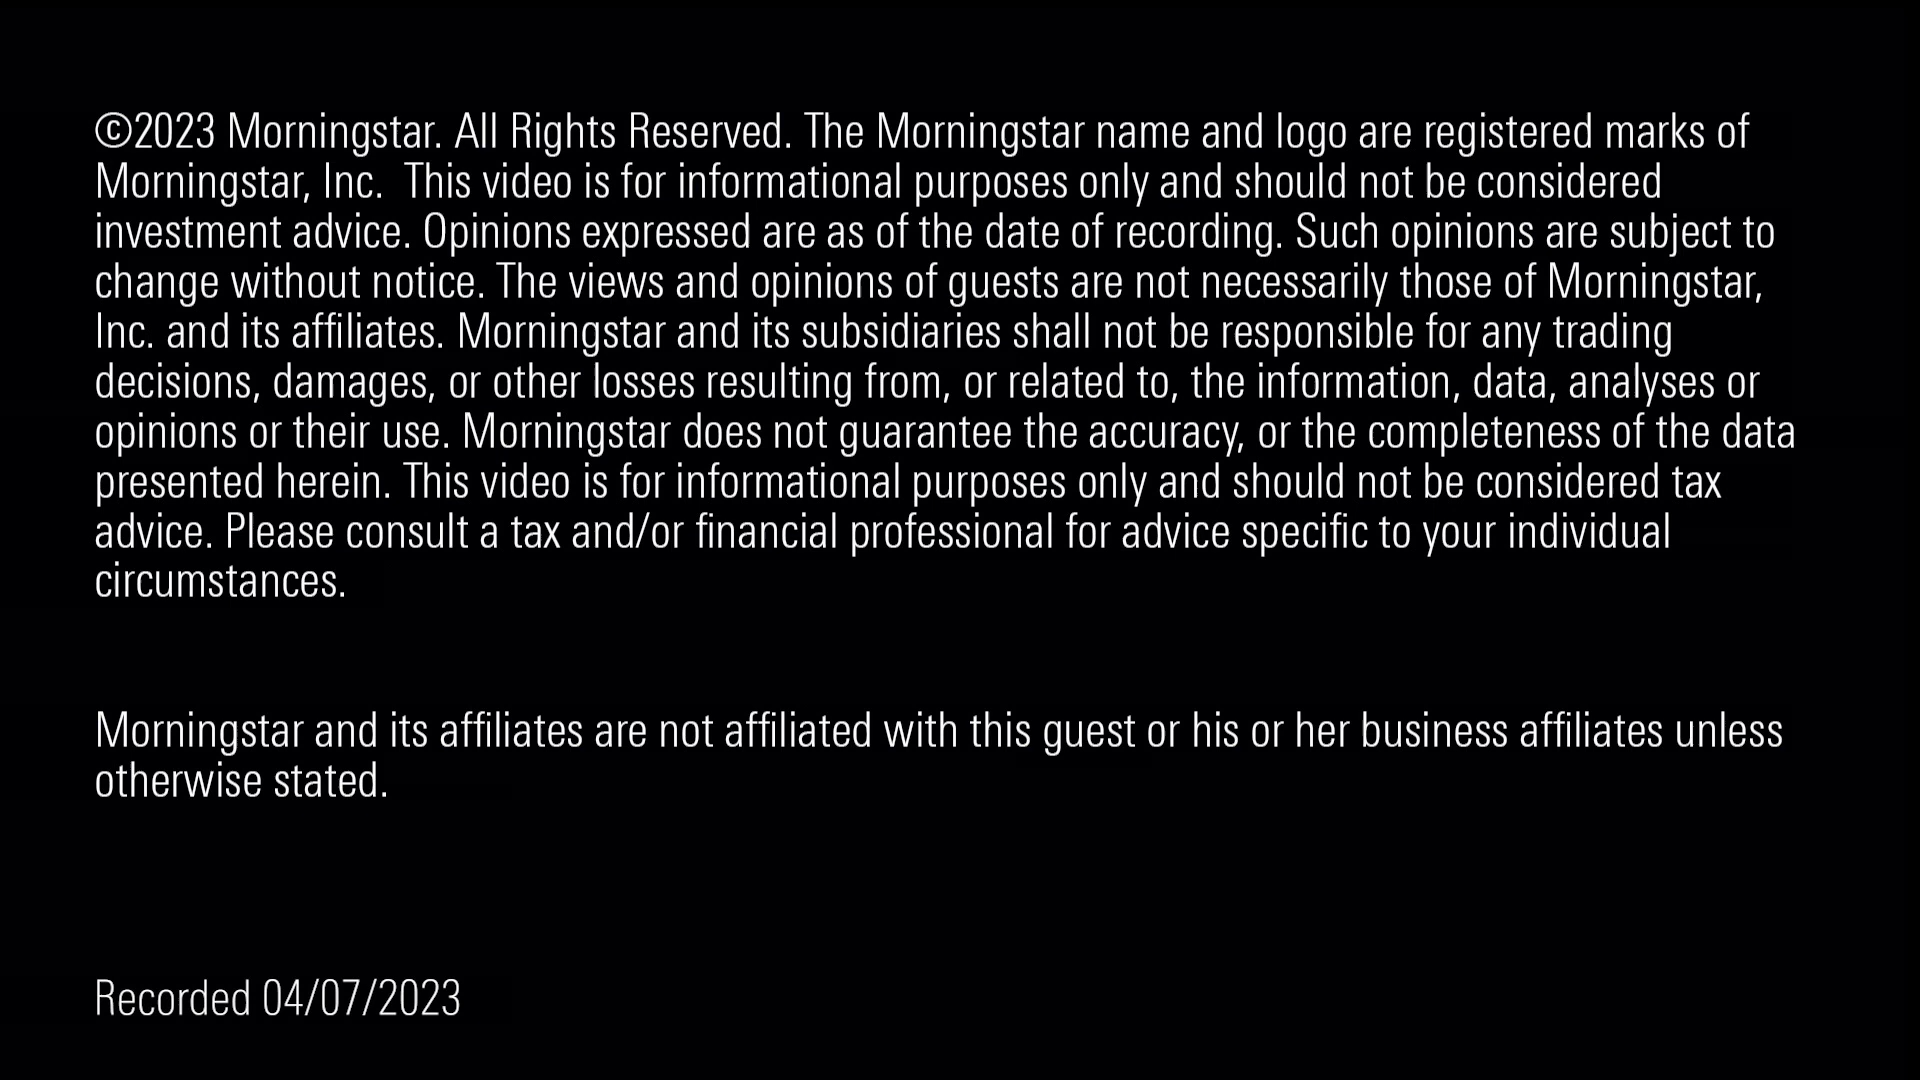 ©2023 Morningstar. All Rights Reserved. The Morningstar name and logo are registered marks of
Morningstar, Inc.  This video is for informational purposes only and should not be considered
investment advice. Opinions expressed are as of the date of recording. Such opinions are subject to
change without notice. The views and opinions of guests are not necessarily those of Morningstar,
Inc. and its affiliates. Morningstar and its subsidiaries shall not be responsible for any trading
decisions, damages, or other losses resulting from, or related to, the information, data, analyses or
opinions or their use. Morningstar does not guarantee the accuracy, or the completeness of the data
presented herein. This video is for informational purposes only and should not be considered tax
advice. Please consult a tax and/or financial professional for advice specific to your individual
circumstances.
Morningstar and its affiliates are not affiliated with this guest or his or her business affiliates unless
otherwise stated.
Recorded 04/07/2023